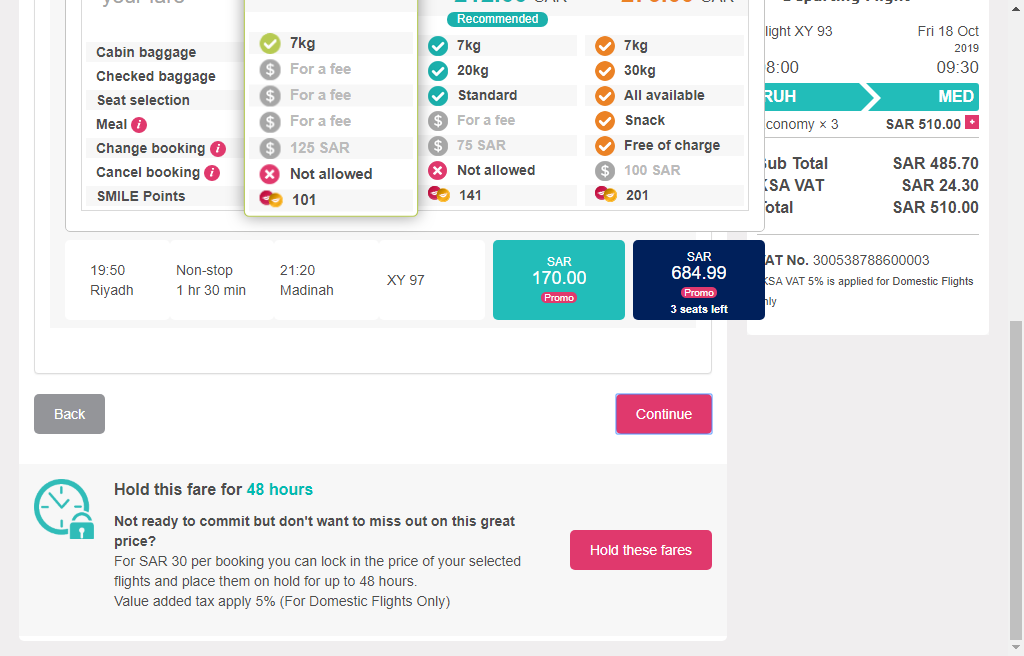 Recommended
Cabin baggage
Checked baggage
Seat selection
Meal
Change booking
Cancel booking
SMILE Points
7kg
For a fee
For a fee
For a fee
125 SAR
Not allowed
101
7kg
20kg
Standard
For a fee
75 SAR
Not allowed
141
7kg
30kg
All available
Snack
Free of charge
100 SAR
201
19:50
Riyadh
Non-stop
1 hr 30 min
21:20
Madinah
XY 97
SAR
170.00
Promo
SAR
684.99
Promo
3 seats left
Back
Continue
Hold this fare for 48 hours
Not ready to commit but don't want to miss out on this great
price?
For SAR 30 per booking you can lock in the price of your selected
flights and place them on hold for up to 48 hours.
Value added tax apply 5% (For Domestic Flights Only)
Hold these fares
light XY 93
Fri 18 Oct
2019
8:00
09:30
RUH
MED
conomy × 3
SAR 510.00
ub Total
SAR 485.70
KSA VAT
SAR 24.30
otal
SAR 510.00
AT No. 300538788600003
KSA VAT 5% is applied for Domestic Flights
nly